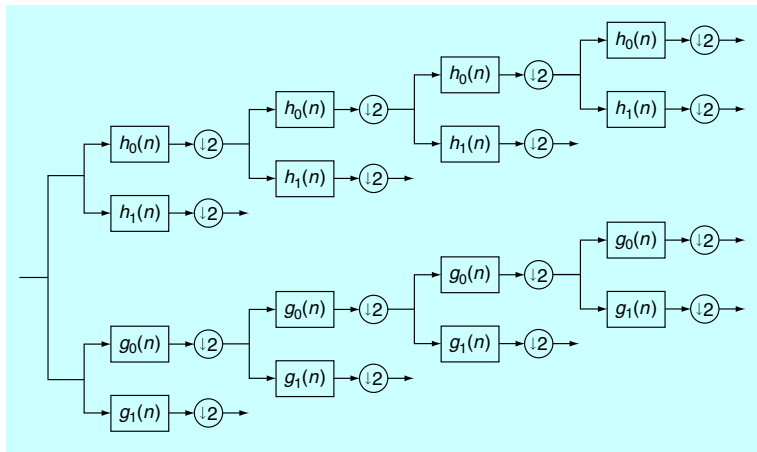 h₀(n) ↓2
h₀(n) ↓2
h₀(n) ↓2 h₁(n) ↓2
h₀(n) ↓2 h₁(n) ↓2
h₁(n) ↓2
h₁(n) ↓2
g₀(n) ↓2
g₀(n) ↓2
g₀(n) ↓2 g₁(n) ↓2
g₀(n) ↓2 g₁(n) ↓2
g₁(n) ↓2
g₁(n) ↓2